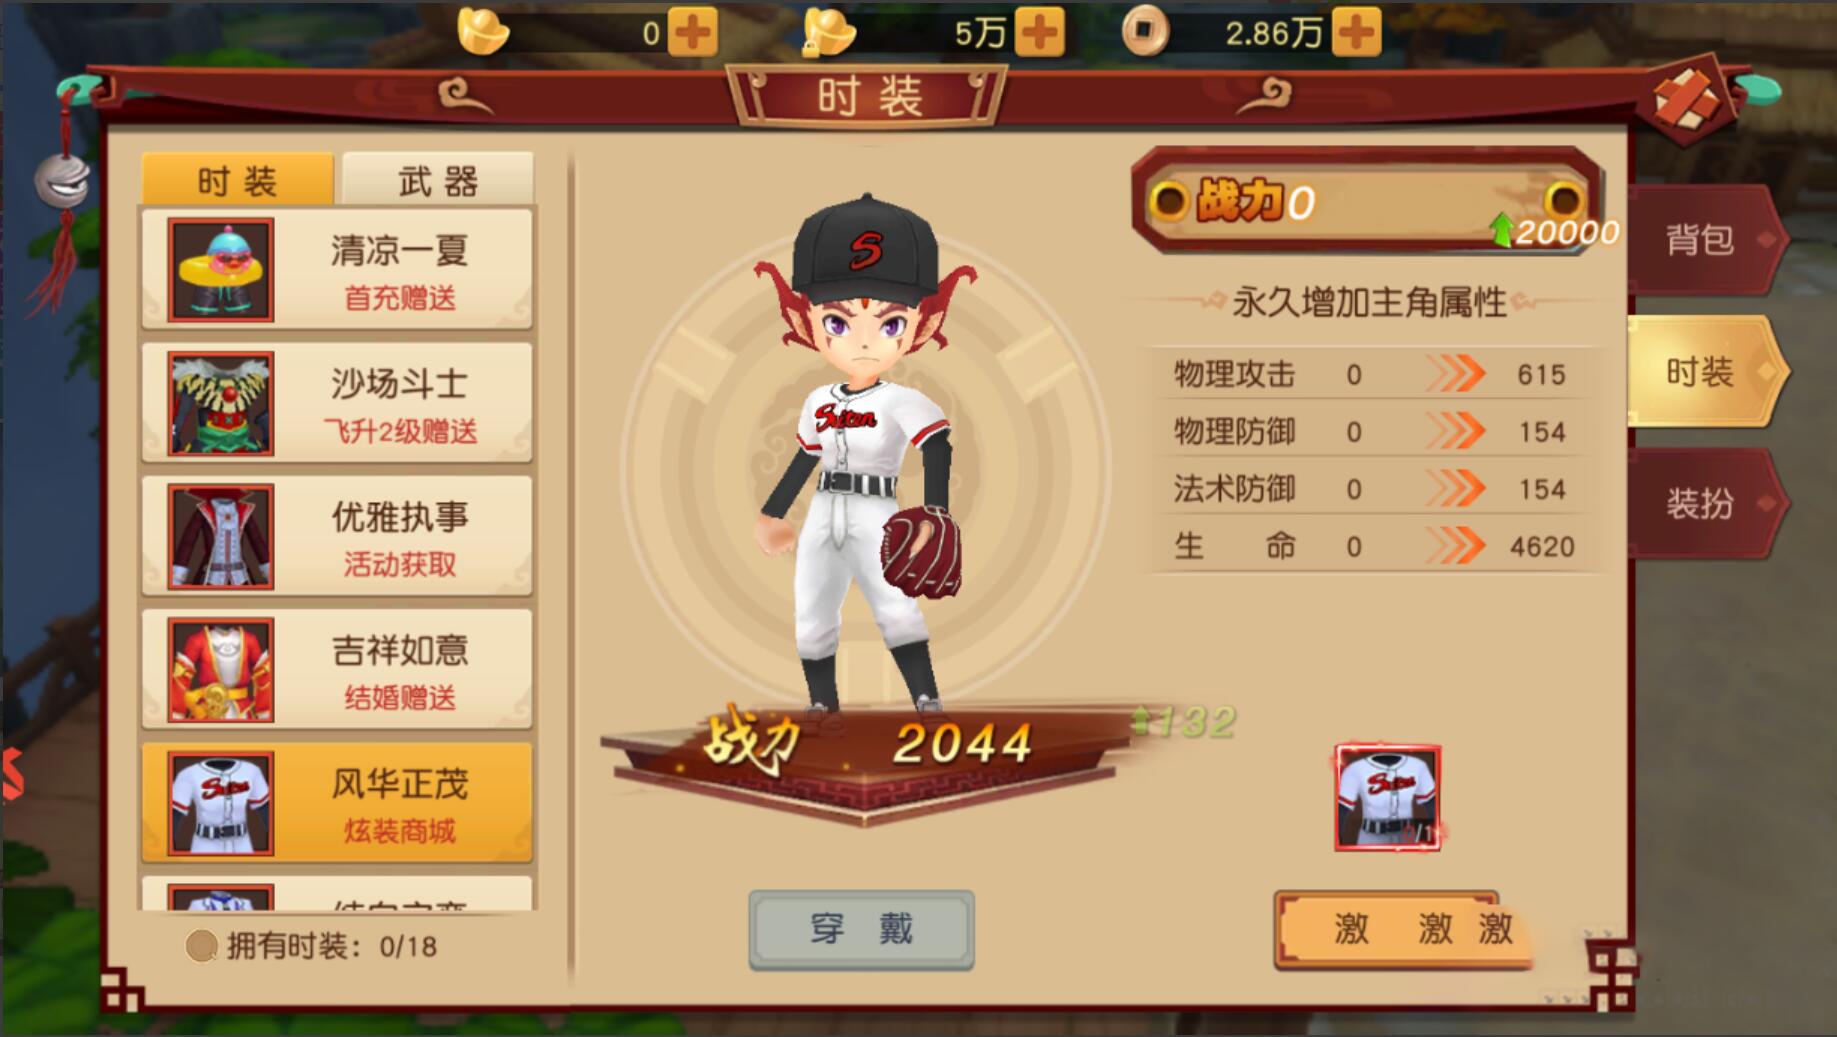 0
5万
2.86万
时装
时装
武器
清凉一夏
首充赠送
沙场斗士
飞升2级赠送
优雅执事
活动获取
吉祥如意
结婚赠送
风华正茂
炫装商城
拥有时装：0/18
S
Suten
战力 2044
132
穿戴
战力0
20000
永久增加主角属性
物理攻击 0 615
物理防御 0 154
法术防御 0 154
生命 0 4620
0/1
激 激 激
背包
时装
装扮